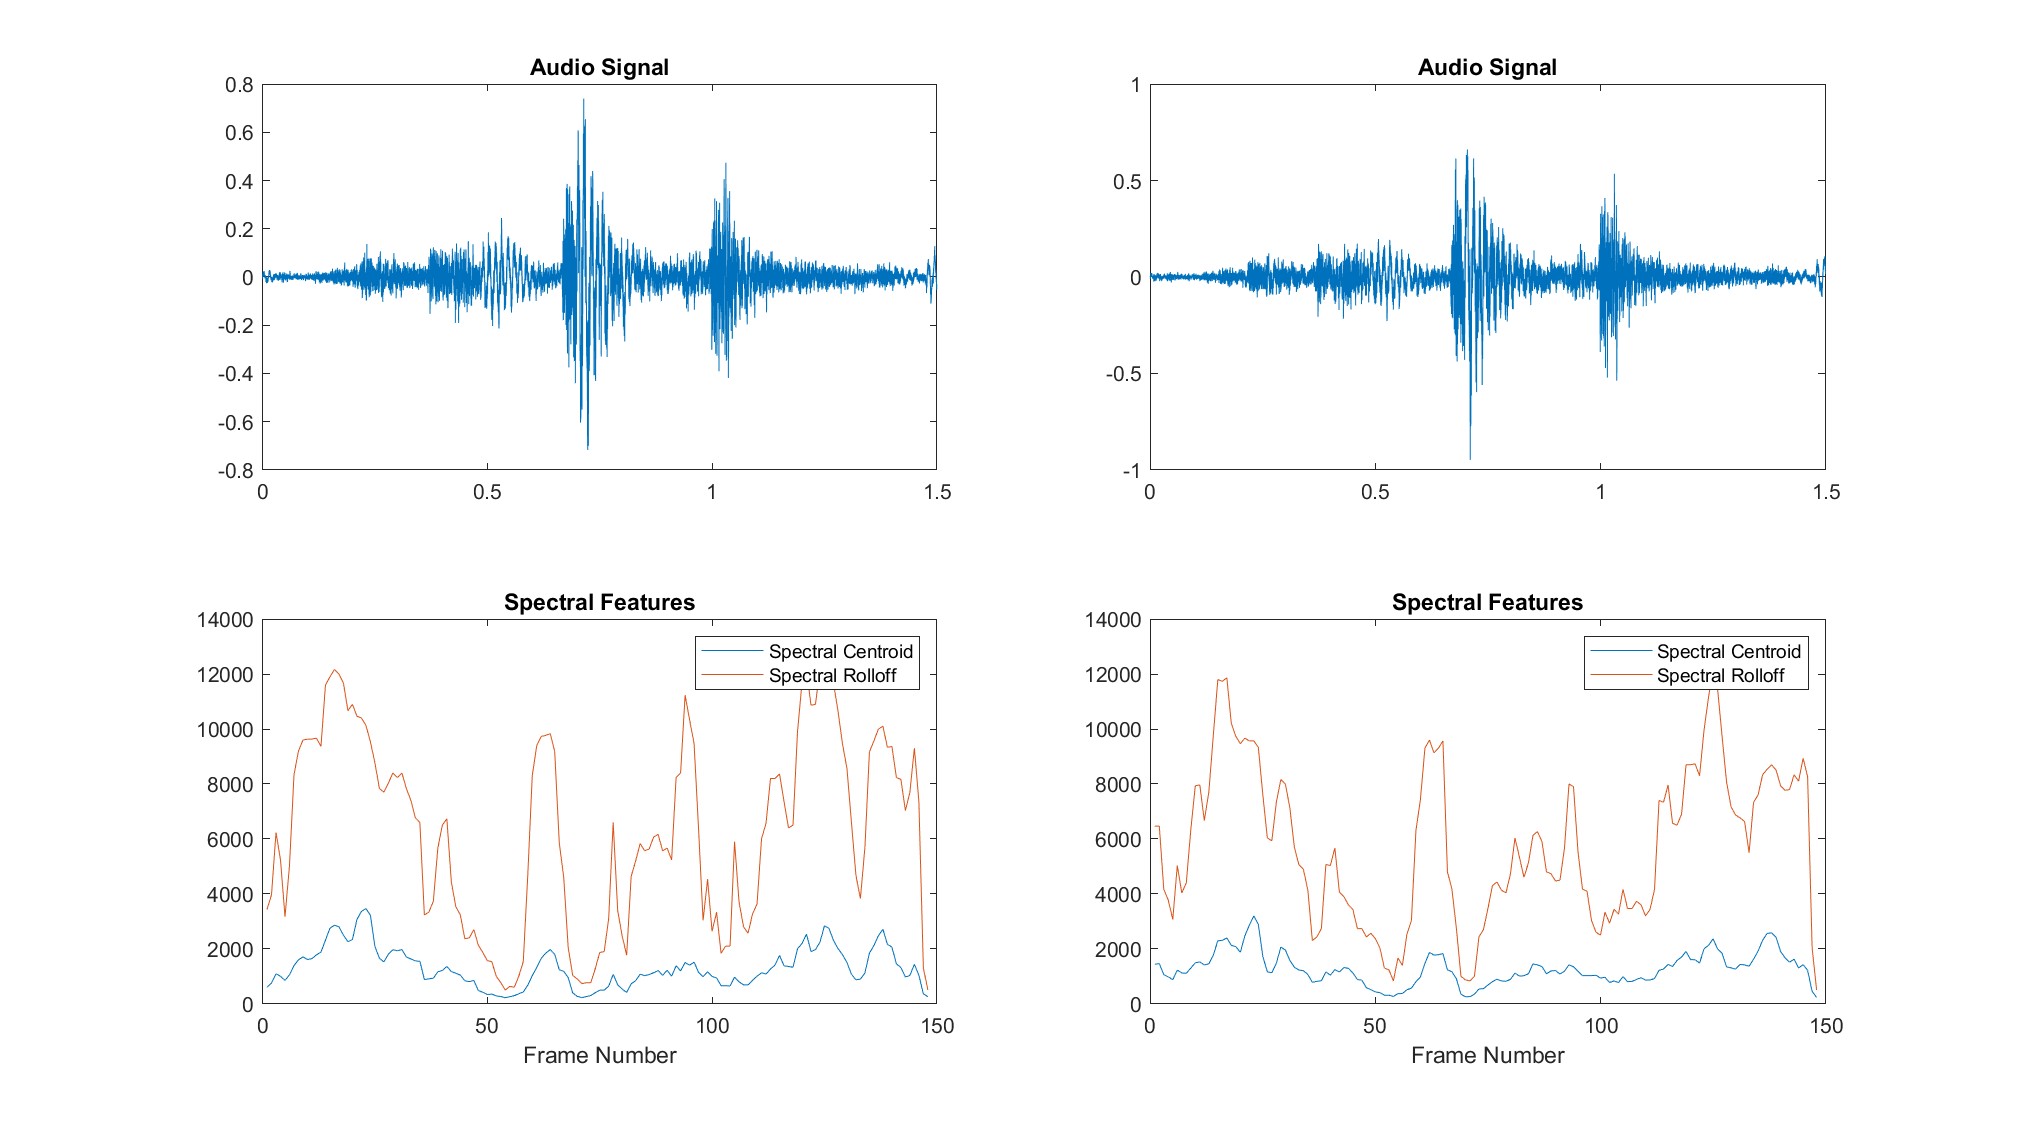 Audio Signal
0.8
0.6
0.4
0.2
0
-0.2
-0.4
-0.6
-0.8
0 0.5 1 1.5
Audio Signal
1
0.5
0
-0.5
-1
0 0.5 1 1.5
Spectral Features
14000
12000
10000
8000
6000
4000
2000
0
Spectral Centroid
Spectral Rolloff
0 50 100 150
Frame Number
Spectral Features
14000
12000
10000
8000
6000
4000
2000
0
Spectral Centroid
Spectral Rolloff
0 50 100 150
Frame Number